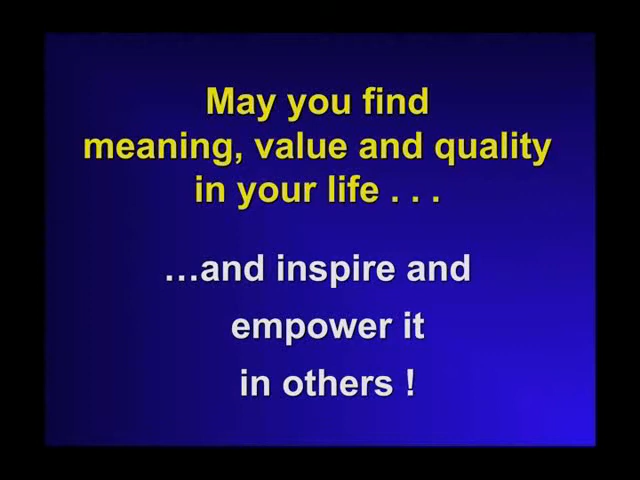 May you find
meaning, value and quality
in your life . . .
…and inspire and
empower it
in others !